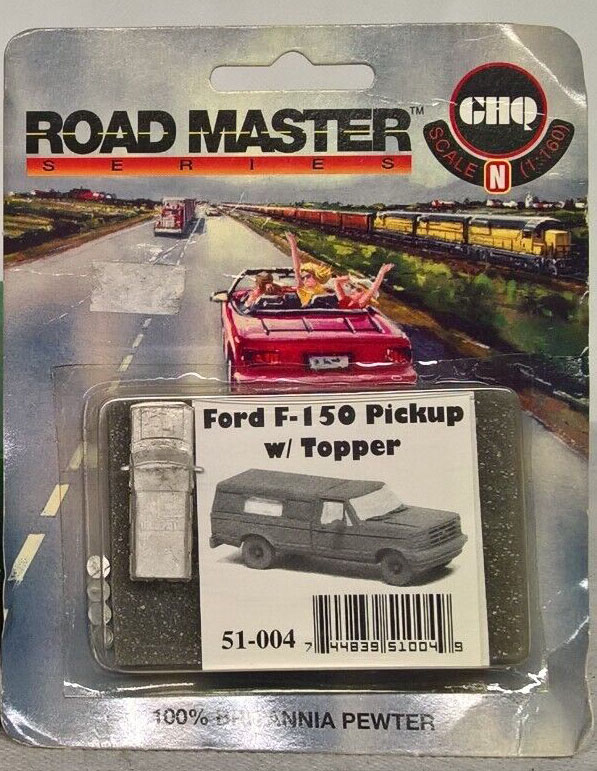 ROAD MASTER™
SERIES
GHQ
SCALE N (1:160)
Ford F-150 Pickup
w/ Topper
51-004
7 44839 51004 9
100% BRITANNIA PEWTER